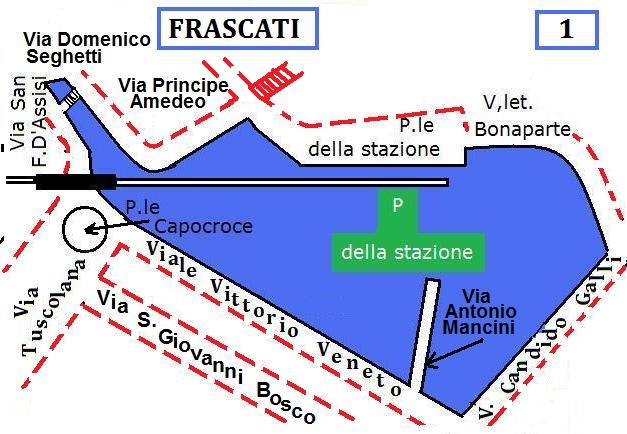 FRASCATI
1
Via Domenico
Seghetti
Via Principe
Amedeo
Via San
F.D'Assisi
V,let.
Bonaparte
P.le
della stazione
P
della stazione
P.le
Capocroce
Via
Tuscolana
Viale Vittorio Veneto
Via S.Giovanni Bosco
Via
Antonio
Mancini
V. Candido Galli